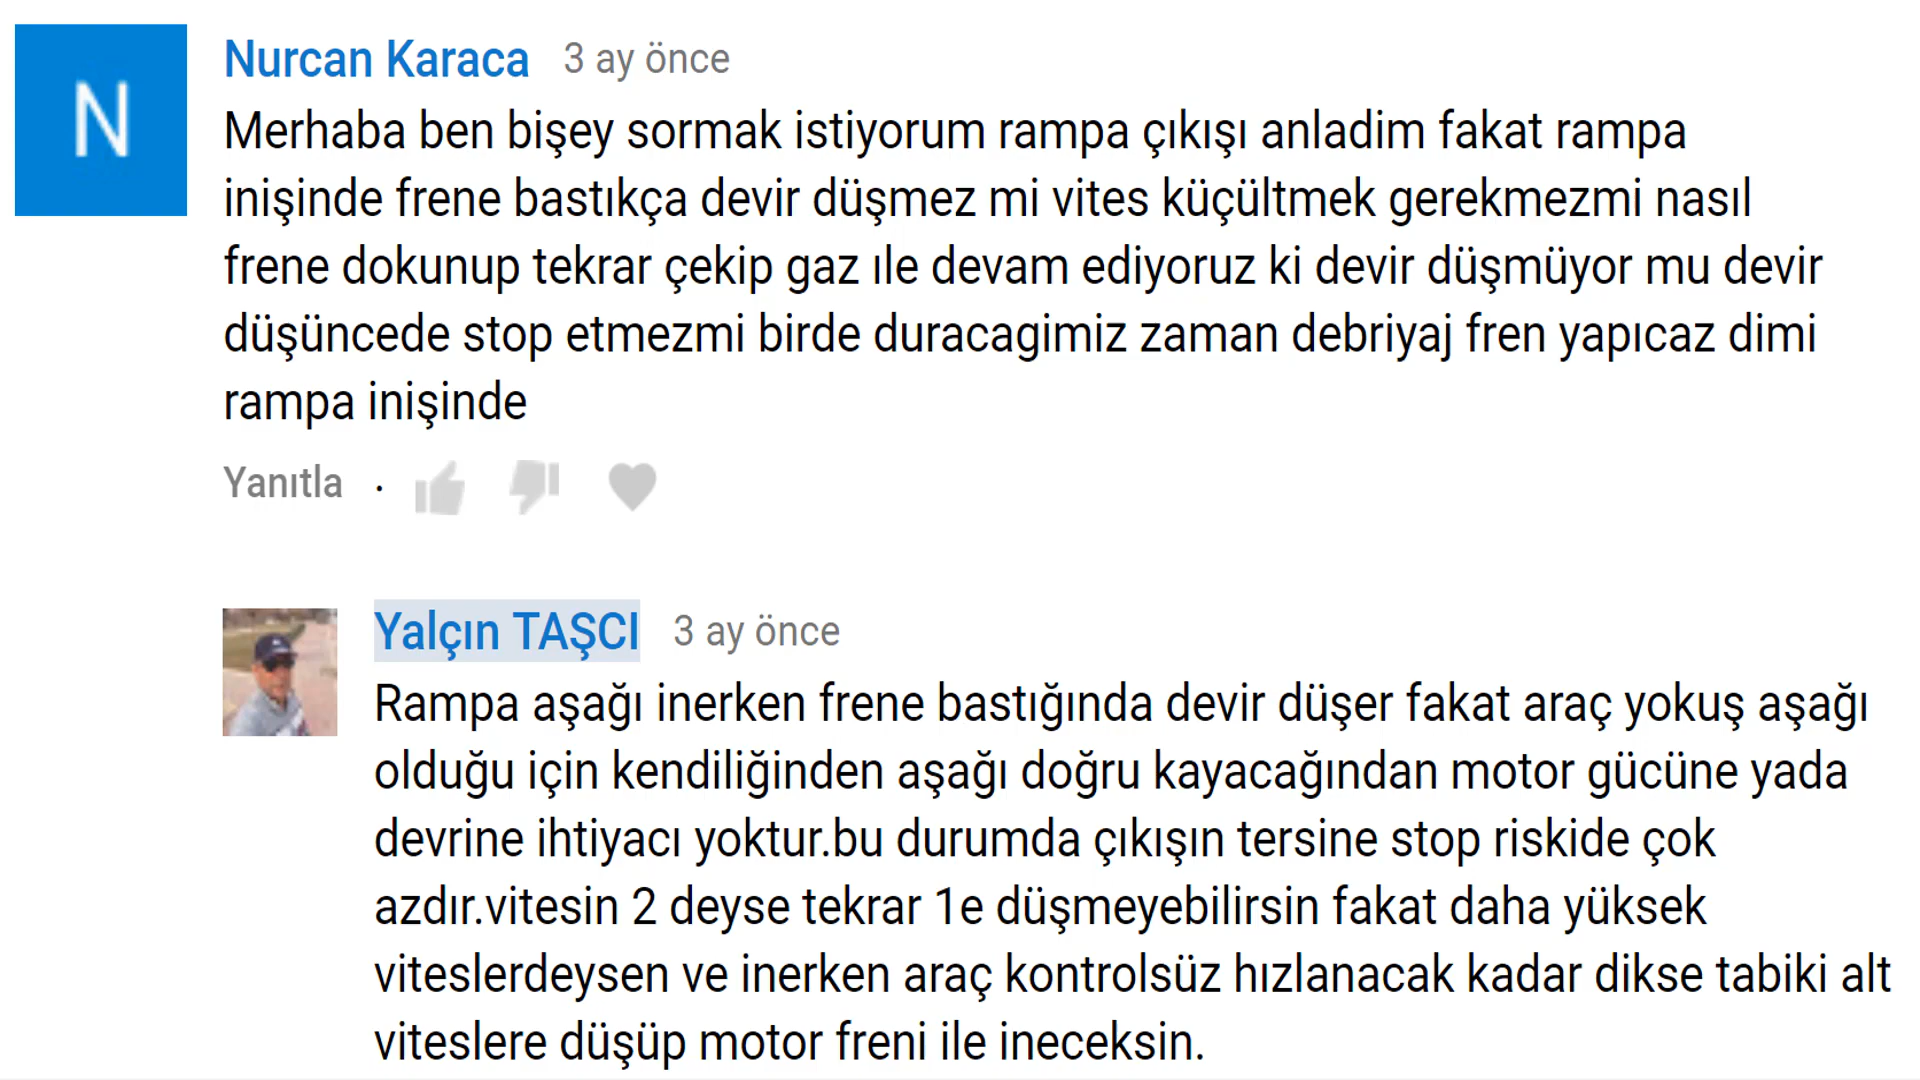 N
Nurcan Karaca 3 ay önce
Merhaba ben bişey sormak istiyorum rampa çıkışı anladim fakat rampa
inişinde frene bastıkça devir düşmez mi vites küçültmek gerekmezmi nasıl
frene dokunup tekrar çekip gaz ıle devam ediyoruz ki devir düşmüyor mu devir
düşüncede stop etmezmi birde duracagimiz zaman debriyaj fren yapıcaz dimi
rampa inişinde
Yanıtla ·
Yalçın TAŞCI 3 ay önce
Rampa aşağı inerken frene bastığında devir düşer fakat araç yokuş aşağı
olduğu için kendiliğinden aşağı doğru kayacağından motor gücüne yada
devrine ihtiyacı yoktur.bu durumda çıkışın tersine stop riskide çok
azdır.vitesin 2 deyse tekrar 1e düşmeyebilirsin fakat daha yüksek
viteslerdeysen ve inerken araç kontrolsüz hızlanacak kadar dikse tabiki alt
viteslere düşüp motor freni ile ineceksin.